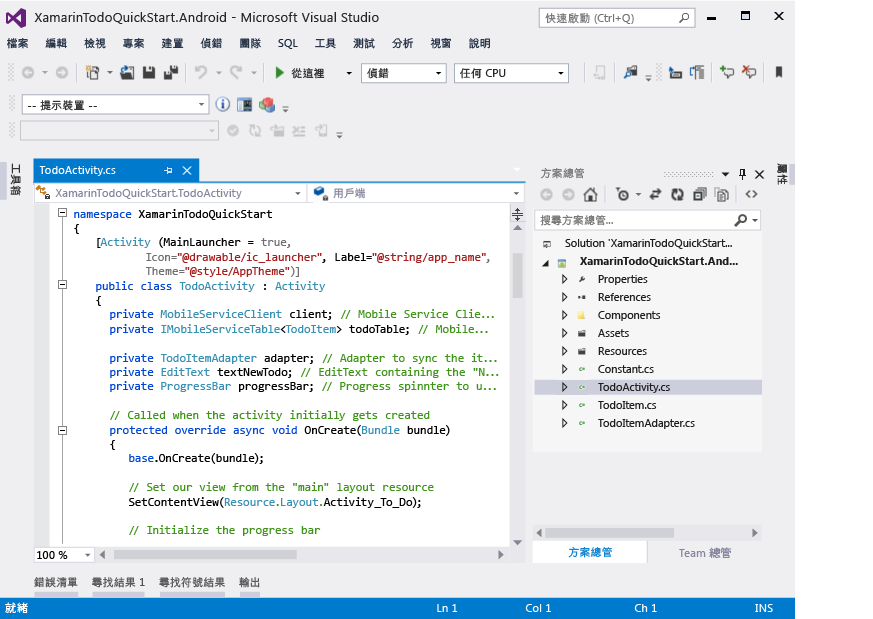 XamarinTodoQuickStart.Android - Microsoft Visual Studio
快速啟動 (Ctrl+Q)
檔案 編輯 檢視 專案 建置 偵錯 團隊 SQL 工具 測試 分析 視窗 說明
從這裡 偵錯 任何 CPU
-- 提示裝置 --
工具箱
TodoActivity.cs
XamarinTodoQuickStart.TodoActivity 用戶端
namespace XamarinTodoQuickStart
{
[Activity (MainLauncher = true,
Icon="@drawable/ic_launcher", Label="@string/app_name",
Theme="@style/AppTheme")]
public class TodoActivity : Activity
{
private MobileServiceClient client; // Mobile Service Clie...
private IMobileServiceTable<TodoItem> todoTable; // Mobile...
private TodoItemAdapter adapter; // Adapter to sync the it...
private EditText textNewTodo; // EditText containing the "N...
private ProgressBar progressBar; // Progress spinnter to u...
// Called when the activity initially gets created
protected override async void OnCreate(Bundle bundle)
{
base.OnCreate(bundle);
// Set our view from the "main" layout resource
SetContentView(Resource.Layout.Activity_To_Do);
// Initialize the progress bar
100 %
方案總管
屬性
搜尋方案總管...
Solution 'XamarinTodoQuickStart...
XamarinTodoQuickStart.And...
Properties
References
Components
Assets
Resources
Constant.cs
TodoActivity.cs
TodoItem.cs
TodoItemAdapter.cs
方案總管 Team 總管
錯誤清單 尋找結果 1 尋找符號結果 輸出
就緒 Ln 1 Col 1 Ch 1 INS